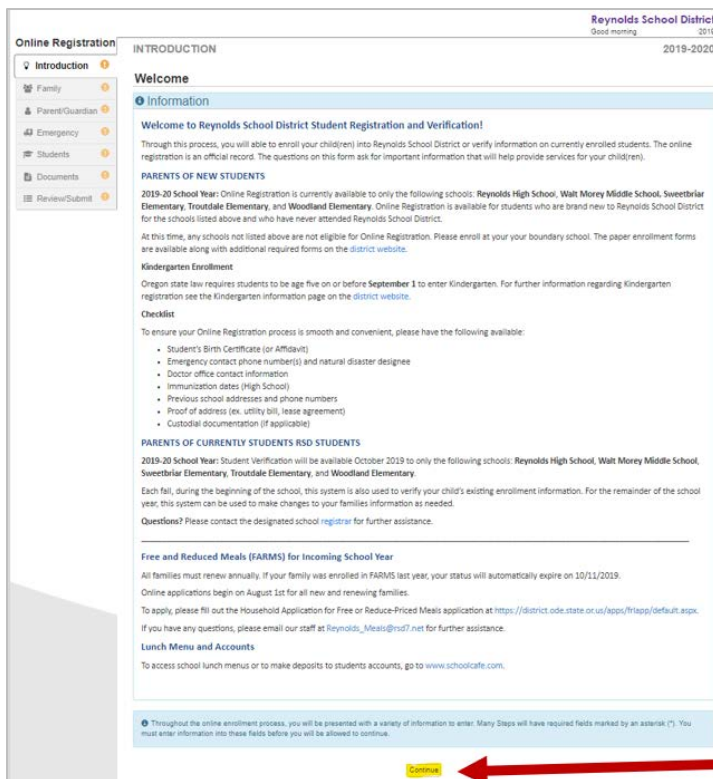 Reynolds School District
Good morning, 2019
Online Registration
INTRODUCTION
2019-2020
Introduction
Family
Parent/Guardian
Emergency
Students
Documents
Review/Submit
Welcome
Information
Welcome to Reynolds School District Student Registration and Verification!
Through this process, you will able to enroll your child(ren) into Reynolds School District or verify information on currently enrolled students. The online
registration is an official record. The questions on this form ask for important information that will help provide services for your child(ren).
PARENTS OF NEW STUDENTS
2019-20 School Year: Online Registration is currently available to only the following schools: Reynolds High School, Walt Morey Middle School, Sweetbriar
Elementary, Troutdale Elementary, and Woodland Elementary. Online Registration is available for students who are brand new to Reynolds School District
for the schools listed above and who have never attended Reynolds School District.
At this time, any schools not listed above are not eligible for Online Registration. Please enroll at your your boundary school. The paper enrollment forms
are available along with additional required forms on the district website.
Kindergarten Enrollment
Oregon state law requires students to be age five on or before September 1 to enter Kindergarten. For further information regarding Kindergarten
registration see the Kindergarten information page on the district website.
Checklist
To ensure your Online Registration process is smooth and convenient, please have the following available:
• Student's Birth Certificate (or Affidavit)
• Emergency contact phone number(s) and natural disaster designee
• Doctor office contact information
• Immunization dates (High School)
• Previous school addresses and phone numbers
• Proof of address (ex. utility bill, lease agreement)
• Custodial documentation (if applicable)
PARENTS OF CURRENTLY STUDENTS RSD STUDENTS
2019-20 School Year: Student Verification will be available October 2019 to only the following schools: Reynolds High School, Walt Morey Middle School,
Sweetbriar Elementary, Troutdale Elementary, and Woodland Elementary.
Each fall, during the beginning of the school, this system is also used to verify your child's existing enrollment information. For the remainder of the school
year, this system can be used to make changes to your families information as needed.
Questions? Please contact the designated school registrar for further assistance.
Free and Reduced Meals (FARMS) for Incoming School Year
All families must renew annually. If your family was enrolled in FARMS last year, your status will automatically expire on 10/11/2019.
Online applications begin on August 1st for all new and renewing families.
To apply, please fill out the Household Application for Free or Reduce-Priced Meals application at https://district.ode.state.or.us/apps/frlapp/default.aspx.
If you have any questions, please email our staff at Reynolds_Meals@rsd7.net for further assistance.
Lunch Menu and Accounts
To access school lunch menus or to make deposits to students accounts, go to www.schoolcafe.com.
Throughout the online enrollment process, you will be presented with a variety of information to enter. Many Steps will have required fields marked by an asterisk (*). You
must enter information into these fields before you will be allowed to continue.
Continue